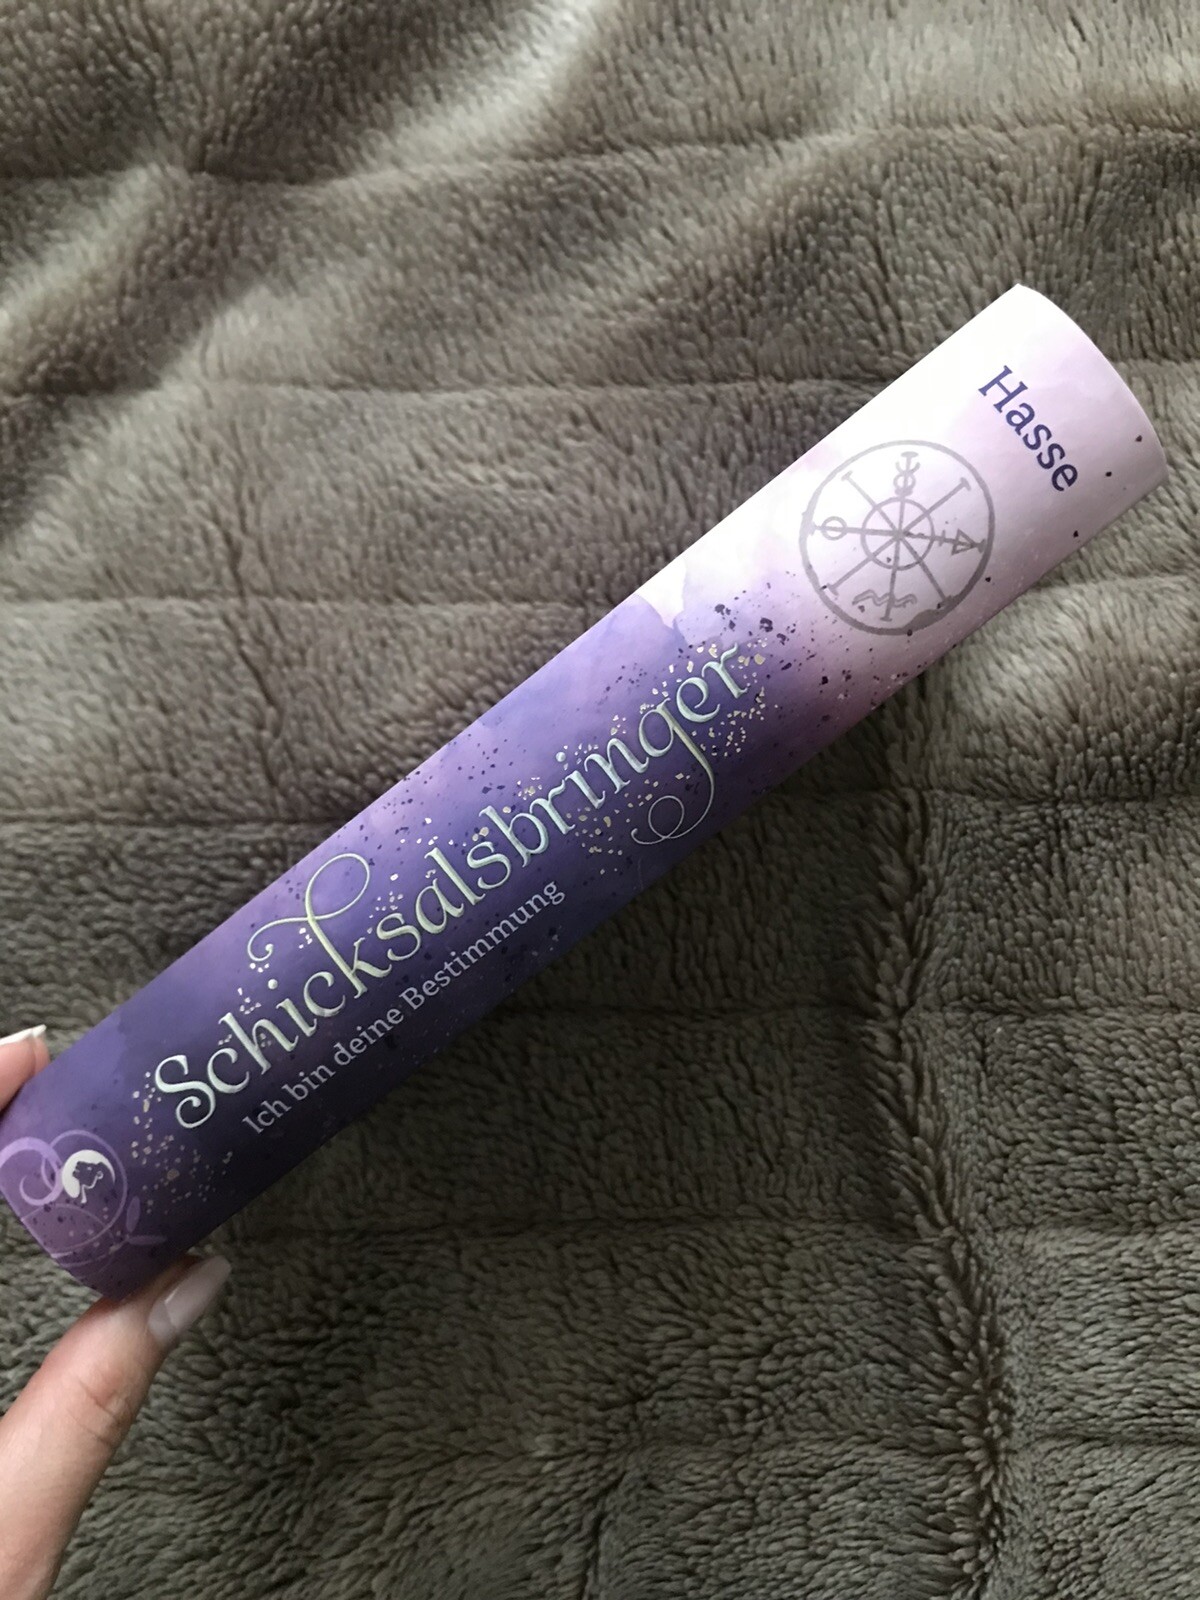 Hasse
Schicksalsbringer
Ich bin deine Bestimmung